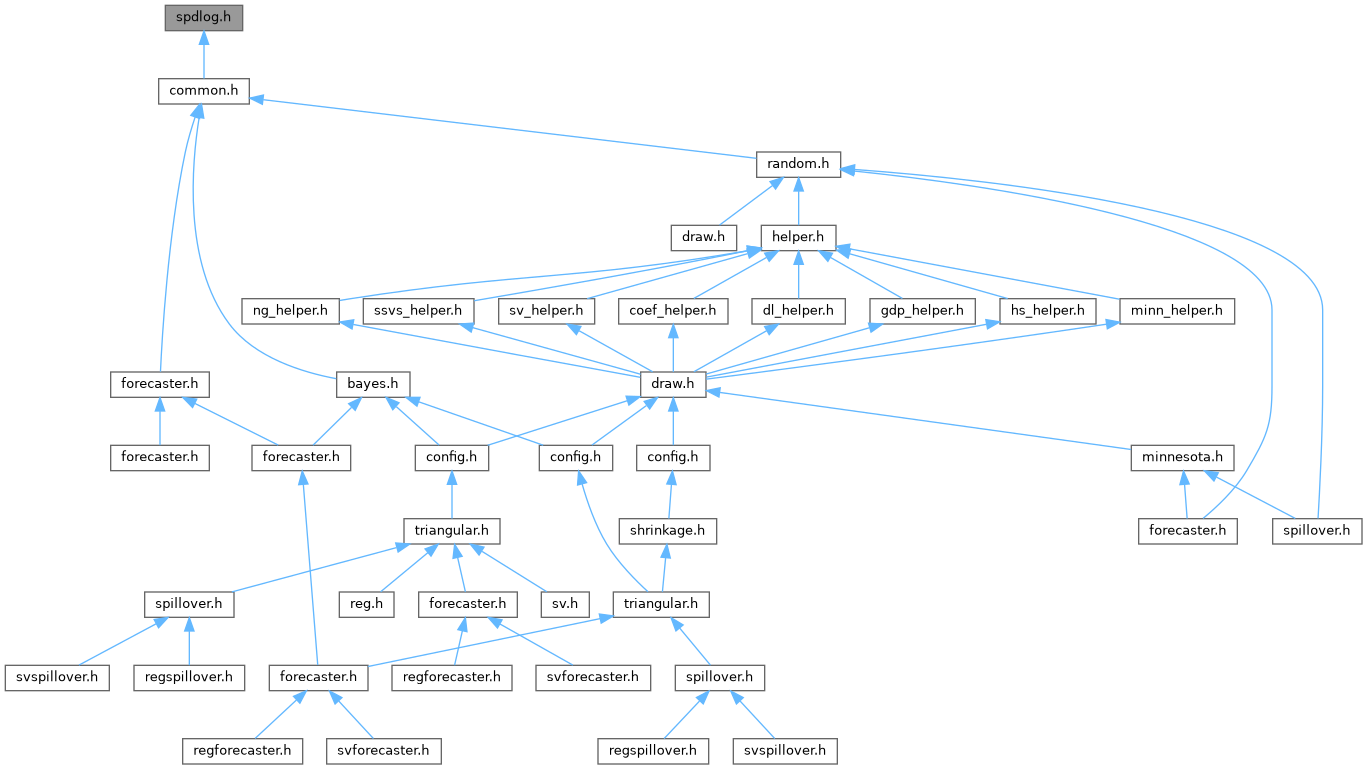 spdlog.h
common.h
random.h
draw.h
helper.h
ng_helper.h
ssvs_helper.h
sv_helper.h
coef_helper.h
dl_helper.h
gdp_helper.h
hs_helper.h
minn_helper.h
forecaster.h
bayes.h
draw.h
forecaster.h
forecaster.h
config.h
config.h
config.h
minnesota.h
triangular.h
shrinkage.h
forecaster.h
spillover.h
spillover.h
reg.h
forecaster.h
sv.h
triangular.h
svspillover.h
regspillover.h
forecaster.h
regforecaster.h
svforecaster.h
spillover.h
regforecaster.h
svforecaster.h
regspillover.h
svspillover.h